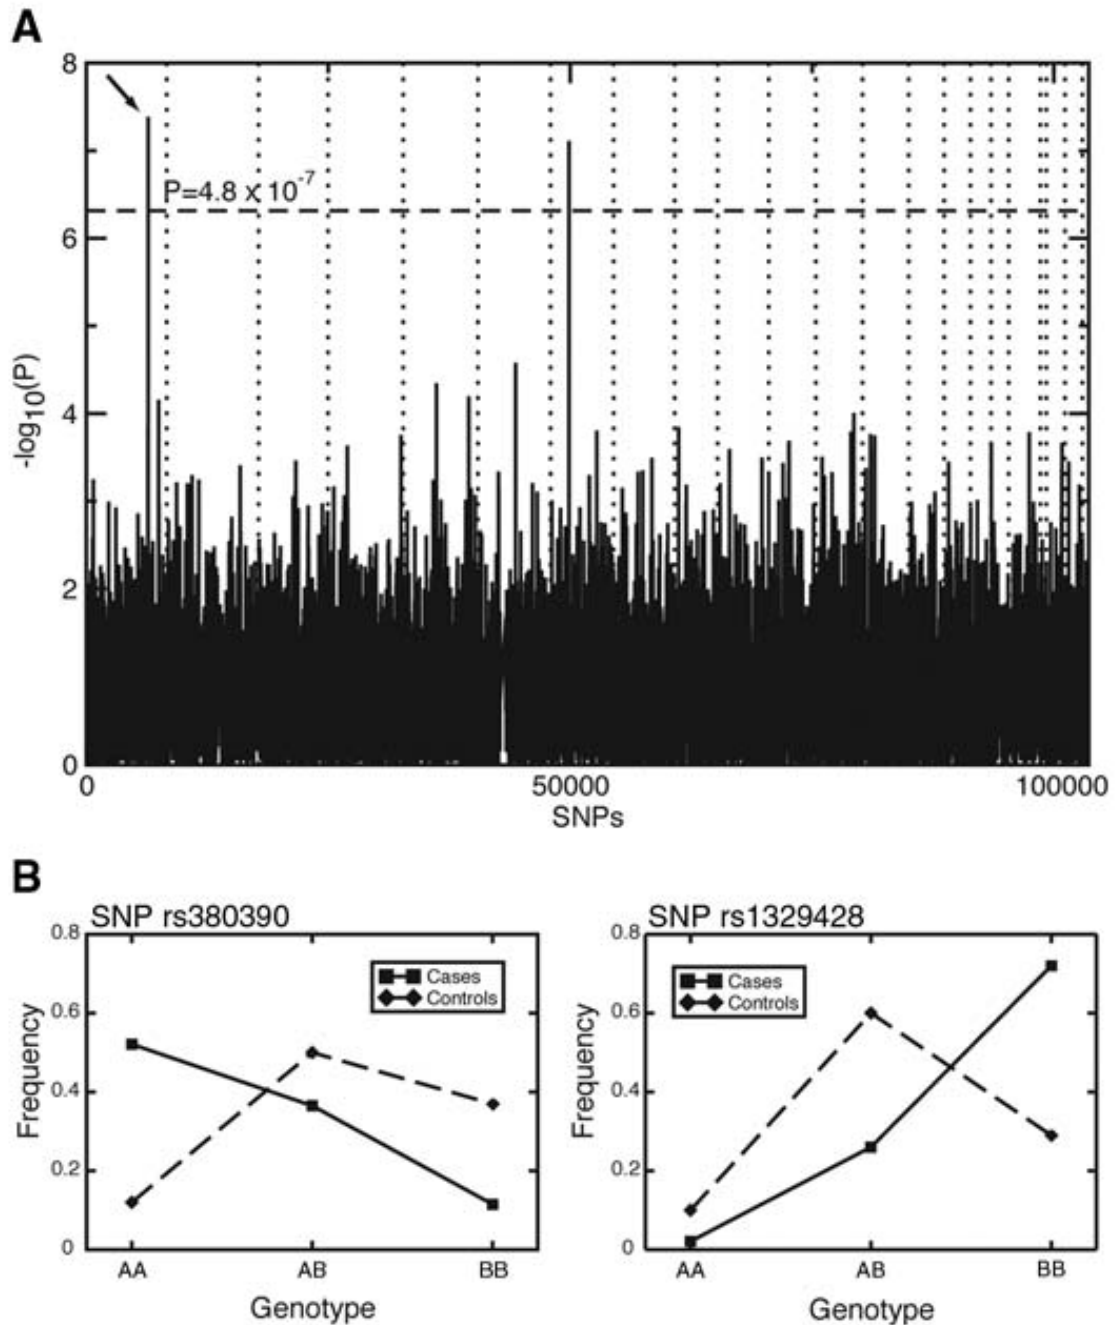 A
8
P=4.8 x 10-7
6
4
2
0
-log10(P)
0 50000 100000
SNPs
B
SNP rs380390
0.8
0.6
0.4
0.2
0
Frequency
Cases
Controls
AA AB BB
Genotype
SNP rs1329428
0.8
0.6
0.4
0.2
0
Frequency
Cases
Controls
AA AB BB
Genotype